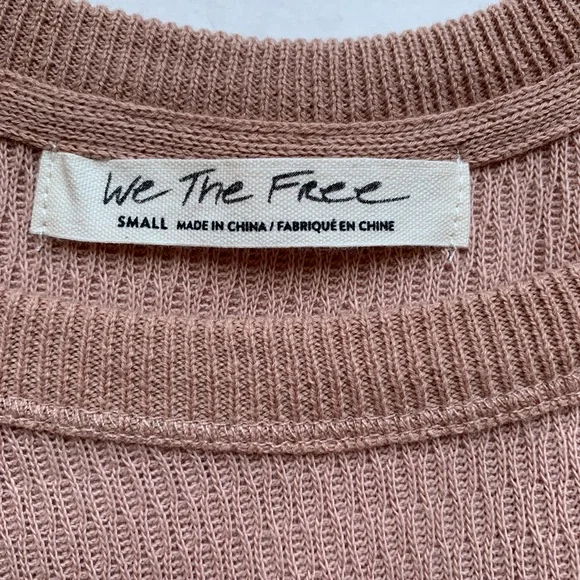 We The Free
SMALL MADE IN CHINA / FABRIQUÉ EN CHINE